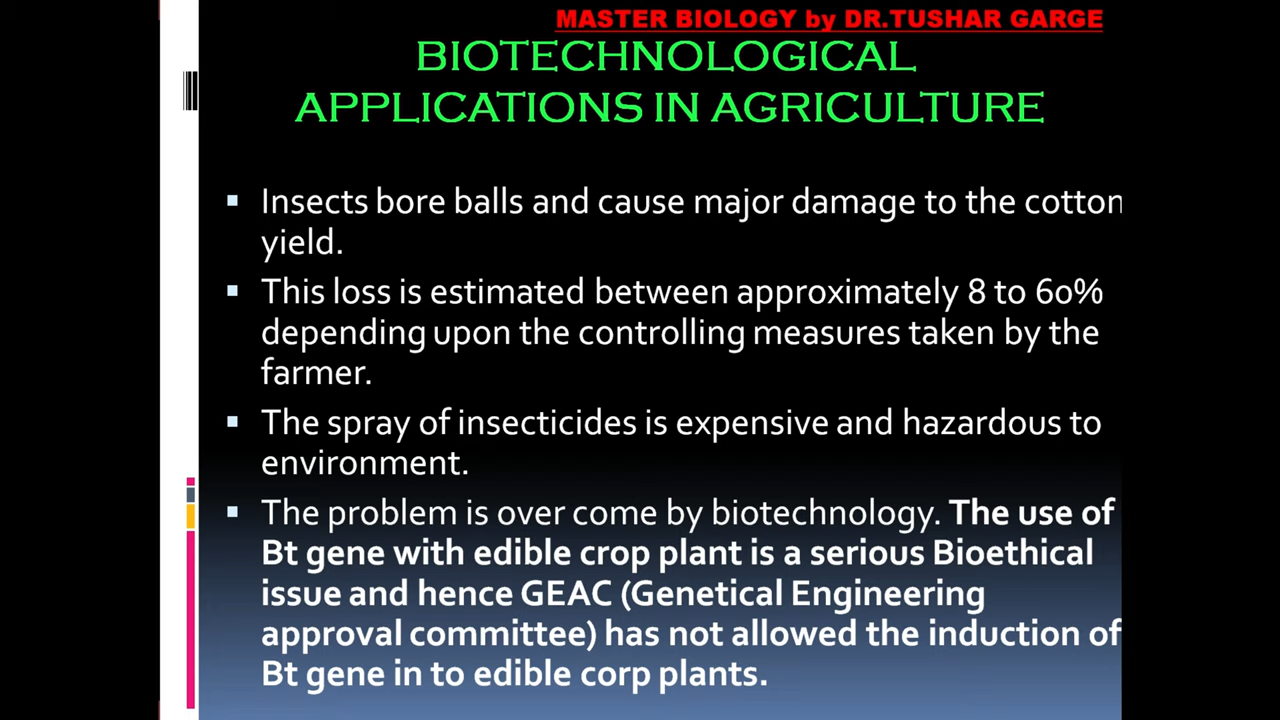 MASTER BIOLOGY by DR.TUSHAR GARGE
BIOTECHNOLOGICAL
APPLICATIONS IN AGRICULTURE
▪ Insects bore balls and cause major damage to the cotton
yield.
▪ This loss is estimated between approximately 8 to 60%
depending upon the controlling measures taken by the
farmer.
▪ The spray of insecticides is expensive and hazardous to
environment.
▪ The problem is over come by biotechnology. The use of
Bt gene with edible crop plant is a serious Bioethical
issue and hence GEAC (Genetical Engineering
approval committee) has not allowed the induction of
Bt gene in to edible corp plants.